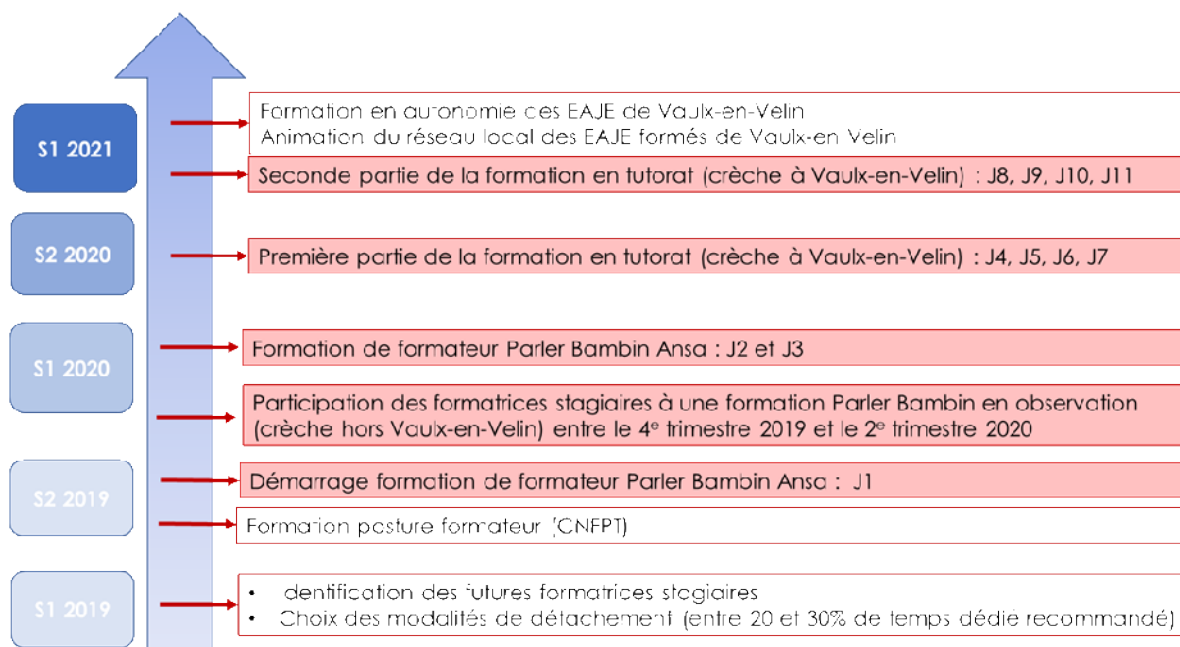 S1 2021
Formation en autonomie des EAJE de Vaulx-en-Velin
Animation du réseau local des EAJE formés de Vaulx-en Velin
Seconde partie de la formation en tutorat (crèche à Vaulx-en-Velin) : J8, J9, J10, J11
S2 2020
Première partie de la formation en tutorat (crèche à Vaulx-en-Velin) : J4, J5, J6, J7
S1 2020
Formation de formateur Parler Bambin Ansa : J2 et J3
Participation des formatrices stagiaires à une formation Parler Bambin en observation
(crèche hors Vaulx-en-Velin) entre le 4e trimestre 2019 et le 2e trimestre 2020
S2 2019
Démarrage formation de formateur Parler Bambin Ansa : J1
Formation posture formateur (CNFPT)
S1 2019
• Identification des futures formatrices stagiaires
• Choix des modalités de détachement (entre 20 et 30% de temps dédié recommandé)